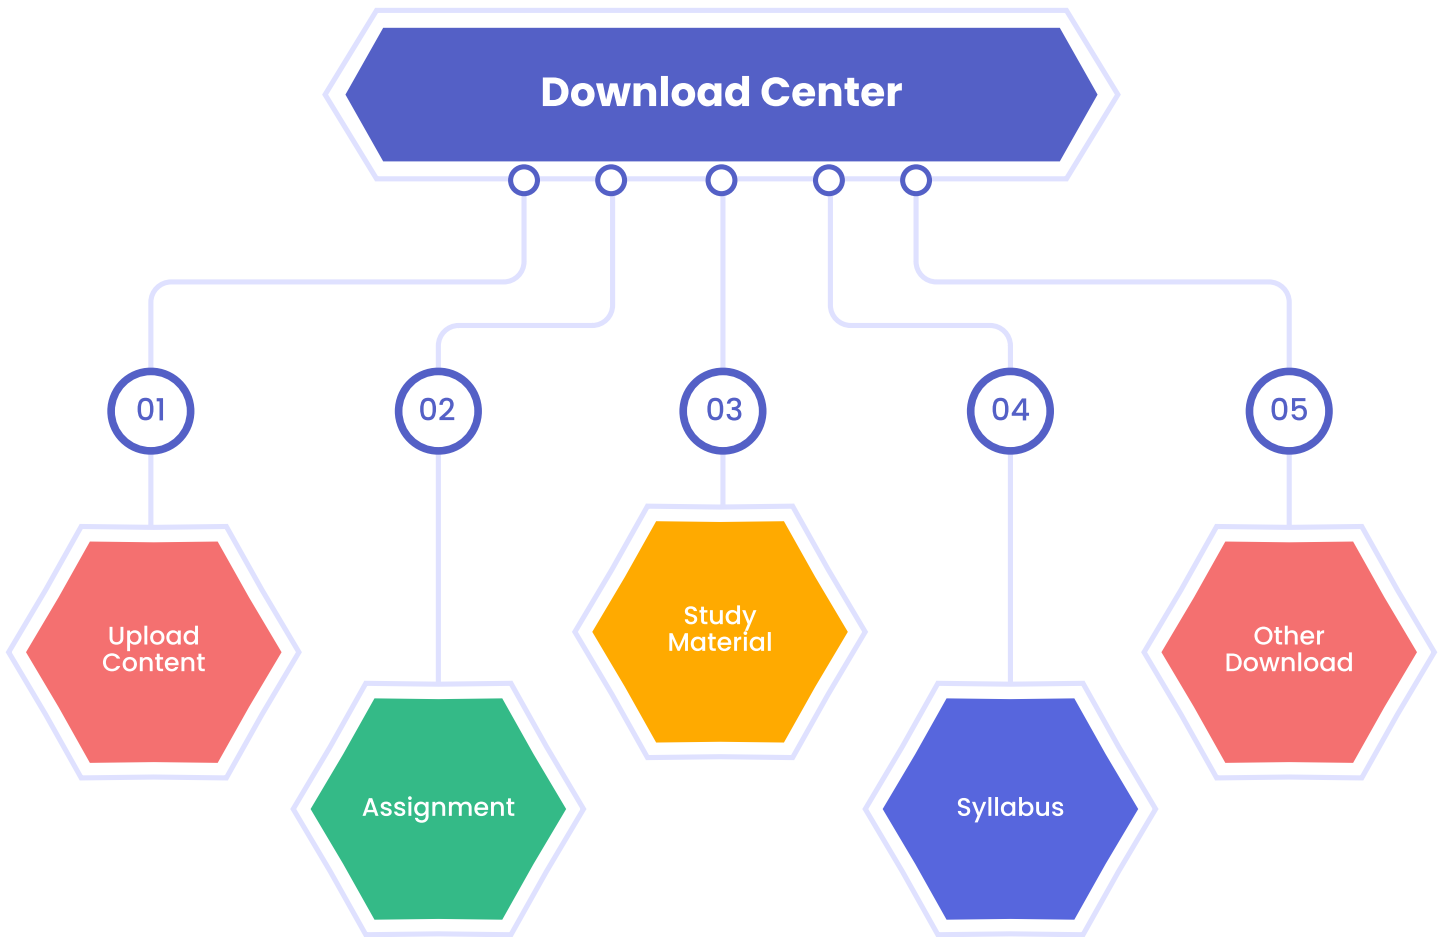 Download Center
01
02
03
04
05
Upload
Content
Assignment
Study
Material
Syllabus
Other
Download